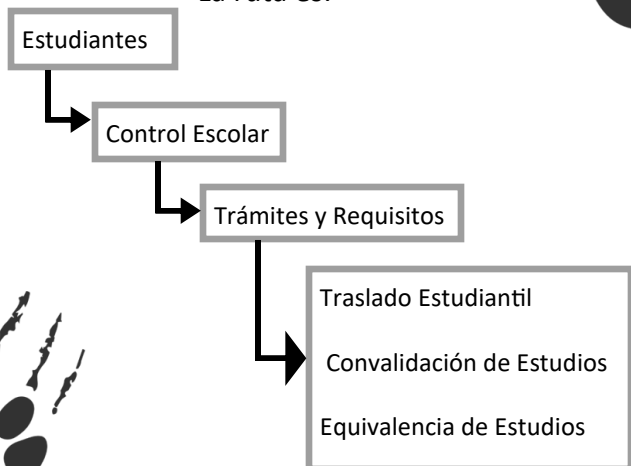 Estudiantes
Control Escolar
Trámites y Requisitos
Traslado Estudiantil
Convalidación de Estudios
Equivalencia de Estudios